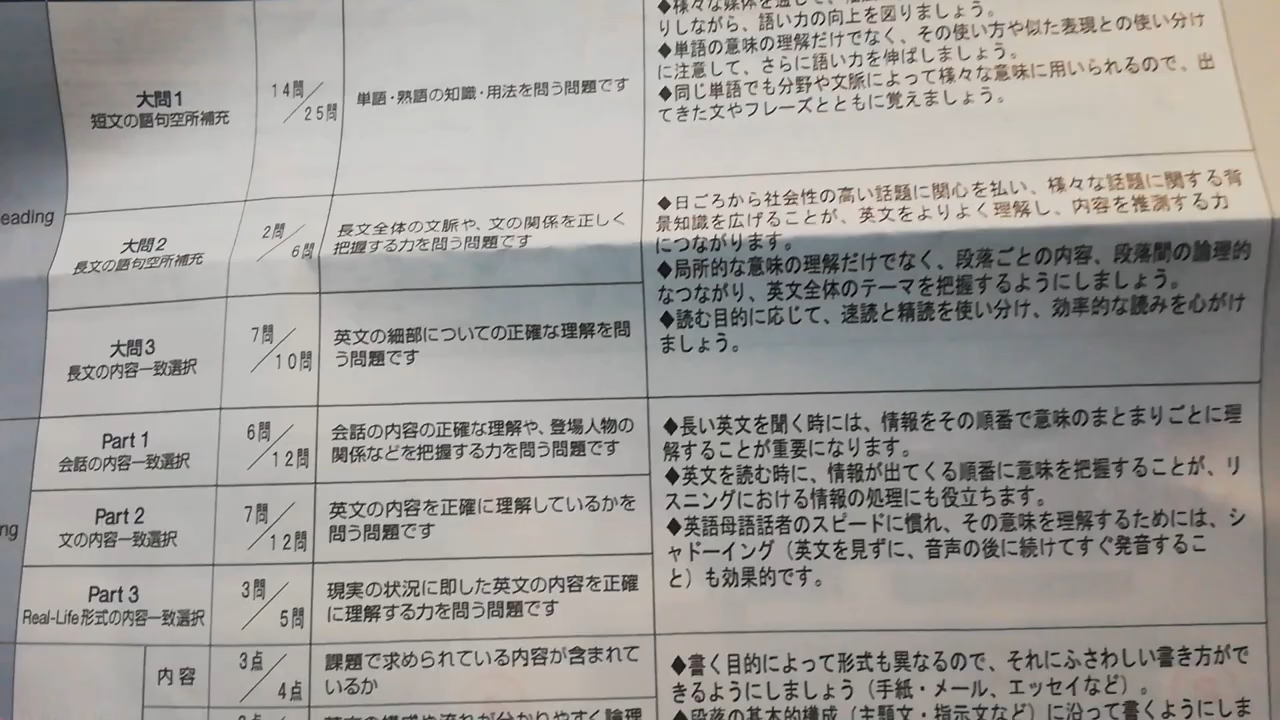 りしながら、語い力の向上を図りましょう。
◆単語の意味の理解だけでなく、その使い方や似た表現との使い分け
に注意して、さらに語い力を伸ばしましょう。
◆同じ単語でも分野や文脈によって様々な意味に用いられるので、出
てきた文やフレーズとともに覚えましょう。
大問1
短文の語句空所補充
14問/25問
単語・熟語の知識・用法を問う問題です
eading
大問2
長文の語句空所補充
2問/6問
長文全体の文脈や、文の関係を正しく
把握する力を問う問題です
◆日ごろから社会性の高い話題に関心を払い、様々な話題に関する背
景知識を広げることが、英文をよりよく理解し、内容を推測する力
につながります。
◆局所的な意味の理解だけでなく、段落ごとの内容、段落間の論理的
なつながり、英文全体のテーマを把握するようにしましょう。
◆読む目的に応じて、速読と精読を使い分け、効率的な読みを心がけ
ましょう。
大問3
長文の内容一致選択
7問/10問
英文の細部についての正確な理解を問
う問題です
Part 1
会話の内容一致選択
6問/12問
会話の内容の正確な理解や、登場人物の
関係などを把握する力を問う問題です
◆長い英文を聞く時には、情報をその順番で意味のまとまりごとに理
解することが重要になります。
◆英文を読む時に、情報が出てくる順番に意味を把握することが、リ
スニングにおける情報の処理にも役立ちます。
◆英語母語話者のスピードに慣れ、その意味を理解するためには、シ
ャドーイング（英文を見ずに、音声の後に続けてすぐ発音するこ
と）も効果的です。
ng
Part 2
文の内容一致選択
7問/12問
英文の内容を正確に理解しているかを
問う問題です
Part 3
Real-Life形式の内容一致選択
3問/5問
現実の状況に即した英文の内容を正確
に理解する力を問う問題です
内容
3点/4点
課題で求められている内容が含まれて
いるか
◆書く目的によって形式も異なるので、それにふさわしい書き方がで
きるようにしましょう（手紙・メール、エッセイなど）。
◆段落の基本的構成（主題文・指示文など）に沿って書くようにしま